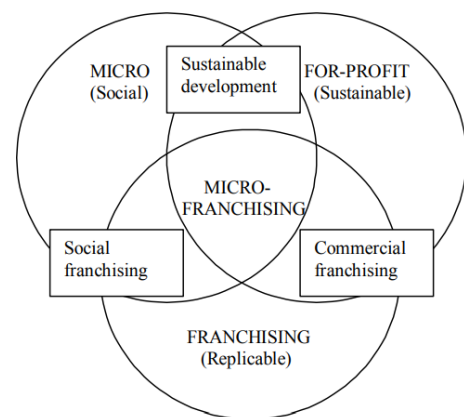 MICRO
(Social)
Sustainable
development
FOR-PROFIT
(Sustainable)
MICRO-
FRANCHISING
Social
franchising
Commercial
franchising
FRANCHISING
(Replicable)